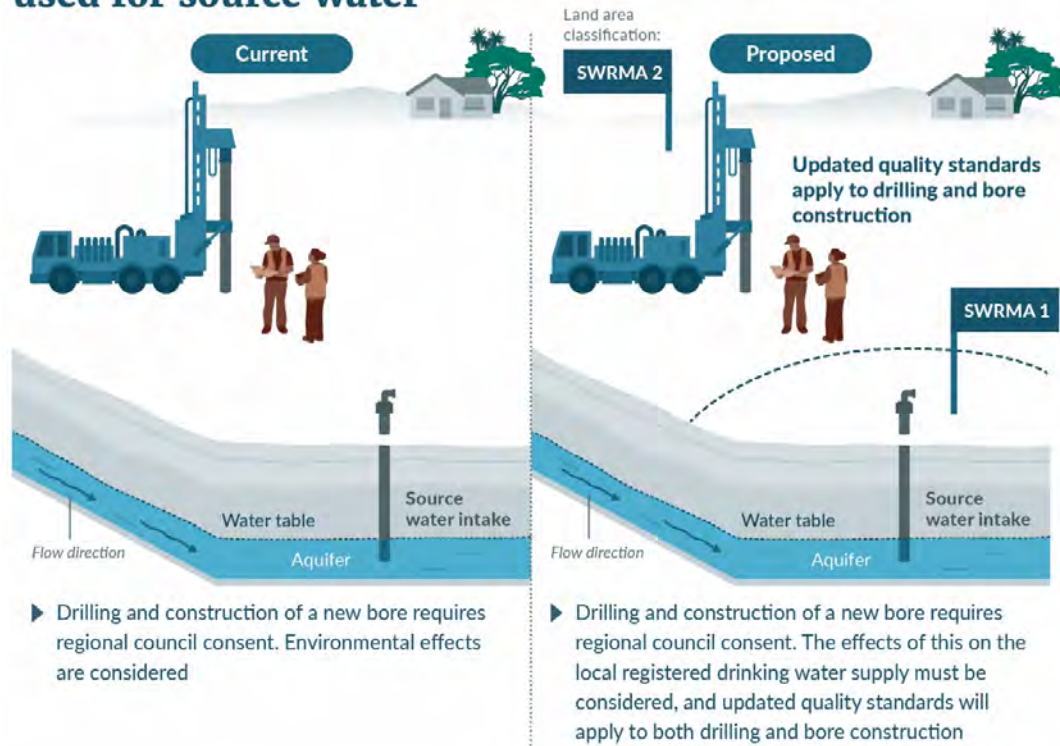 used for source water
Current
Water table
Aquifer
Source
water intake
Flow direction
Drilling and construction of a new bore requires
regional council consent. Environmental effects
are considered
Land area
classification:
SWRMA 2
Proposed
Updated quality standards
apply to drilling and bore
construction
SWRMA 1
Water table
Aquifer
Source
water intake
Flow direction
Drilling and construction of a new bore requires
regional council consent. The effects of this on the
local registered drinking water supply must be
considered, and updated quality standards will
apply to both drilling and bore construction